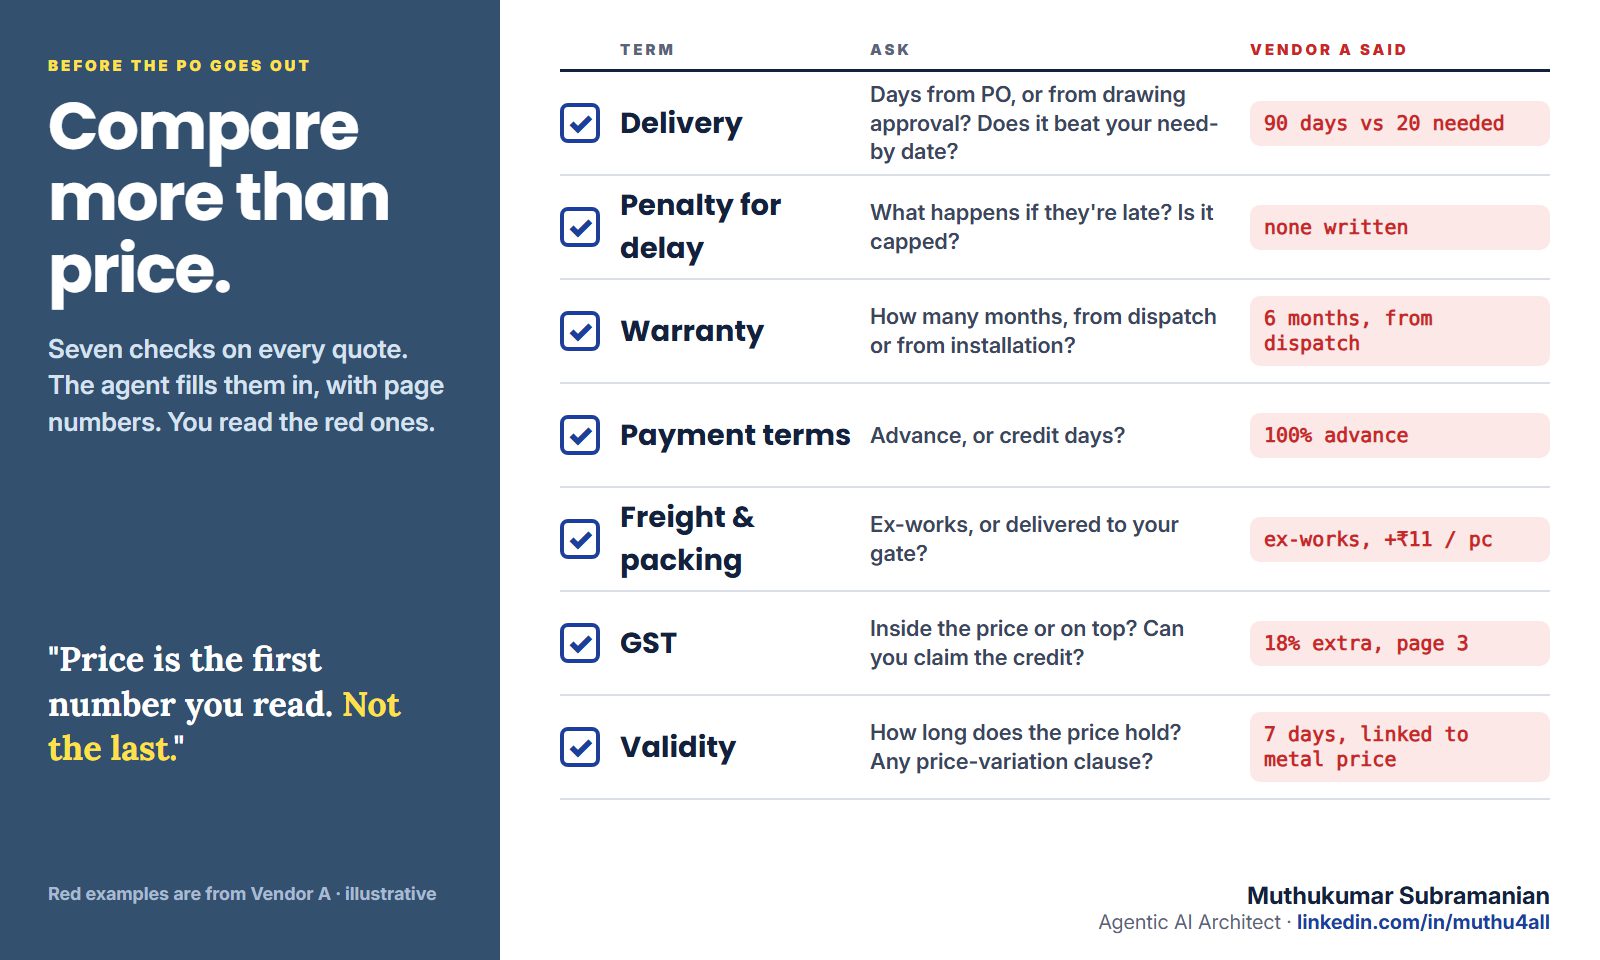 BEFORE THE PO GOES OUT
Compare
more than
price.
Seven checks on every quote.
The agent fills them in, with page
numbers. You read the red ones.
"Price is the first
number you read. Not
the last."
Red examples are from Vendor A · illustrative
TERM ASK VENDOR A SAID
Delivery
Days from PO, or from drawing
approval? Does it beat your need-
by date?
90 days vs 20 needed
Penalty for
delay
What happens if they're late? Is it
capped?
none written
Warranty
How many months, from dispatch
or from installation?
6 months, from
dispatch
Payment terms
Advance, or credit days?
100% advance
Freight &
packing
Ex-works, or delivered to your
gate?
ex-works, +₹11 / pc
GST
Inside the price or on top? Can
you claim the credit?
18% extra, page 3
Validity
How long does the price hold?
Any price-variation clause?
7 days, linked to
metal price
Muthukumar Subramanian
Agentic AI Architect · linkedin.com/in/muthu4all